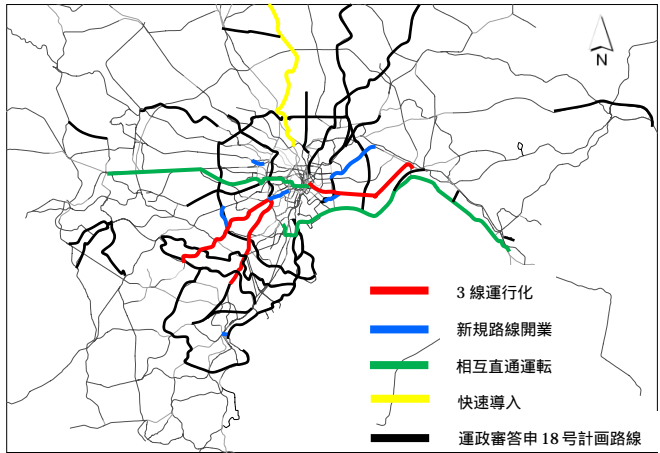 N
3 線運行化
新規路線開業
相互直通運転
快速導入
運政審答申 18 号計画路線